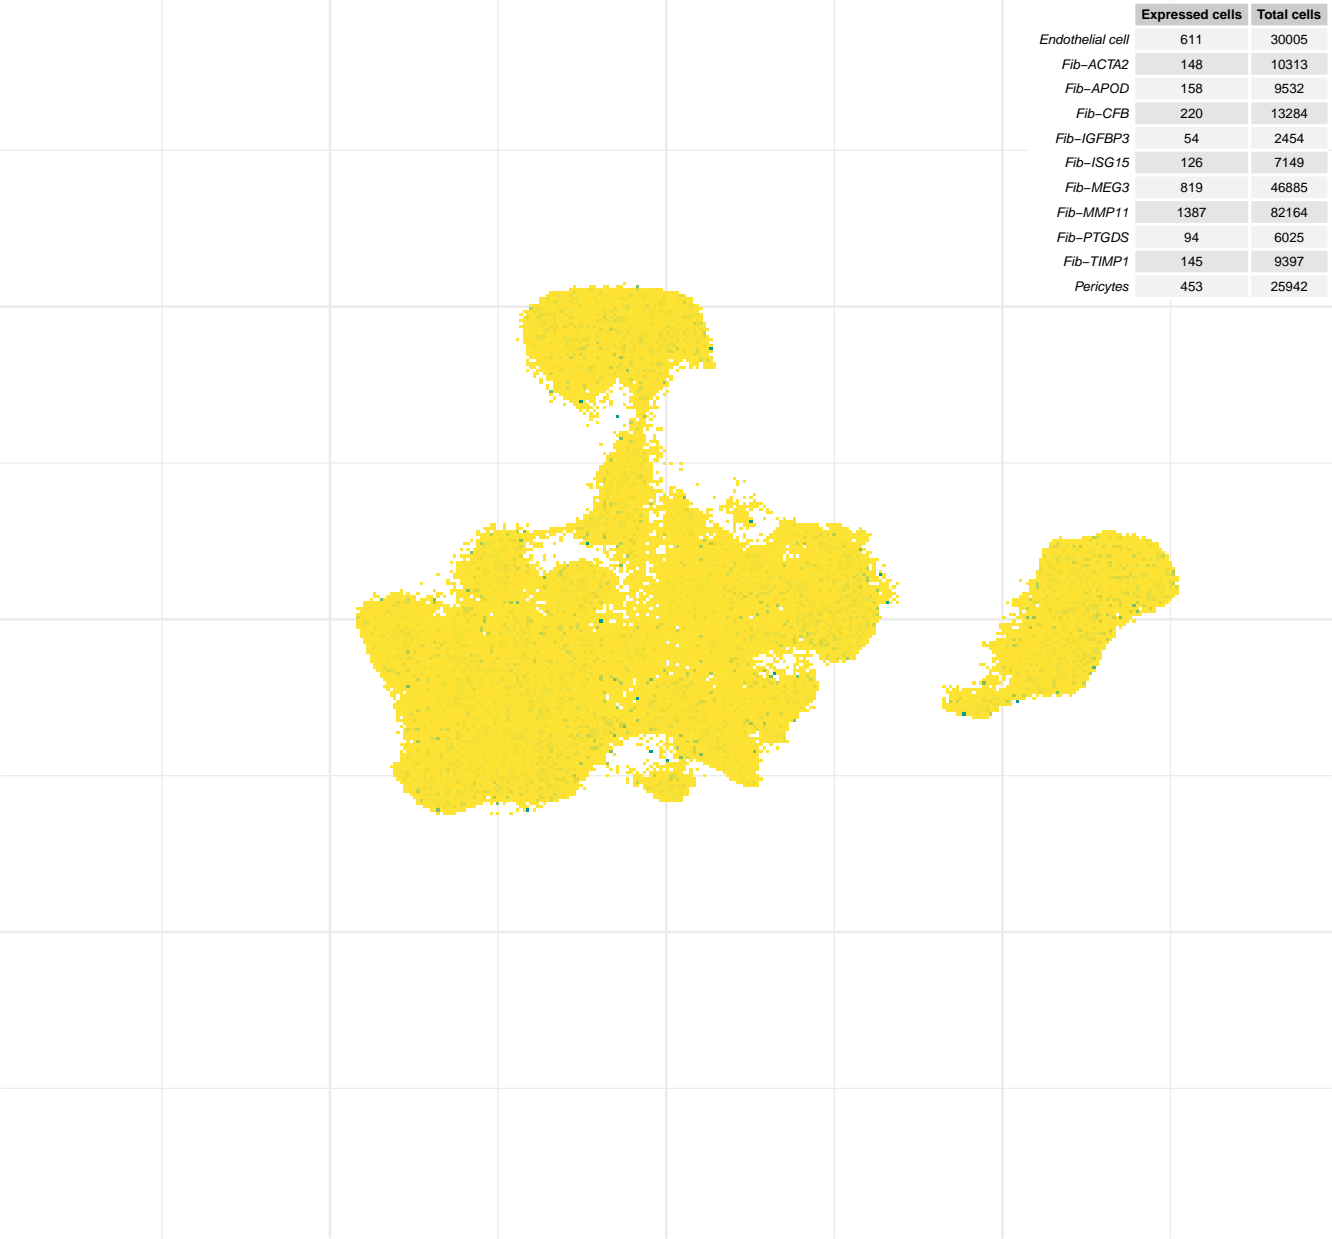 Expressed cells Total cells
Endothelial cell 611 30005
Fib−ACTA2 148 10313
Fib−APOD 158 9532
Fib−CFB 220 13284
Fib−IGFBP3 54 2454
Fib−ISG15 126 7149
Fib−MEG3 819 46885
Fib−MMP11 1387 82164
Fib−PTGDS 94 6025
Fib−TIMP1 145 9397
Pericytes 453 25942